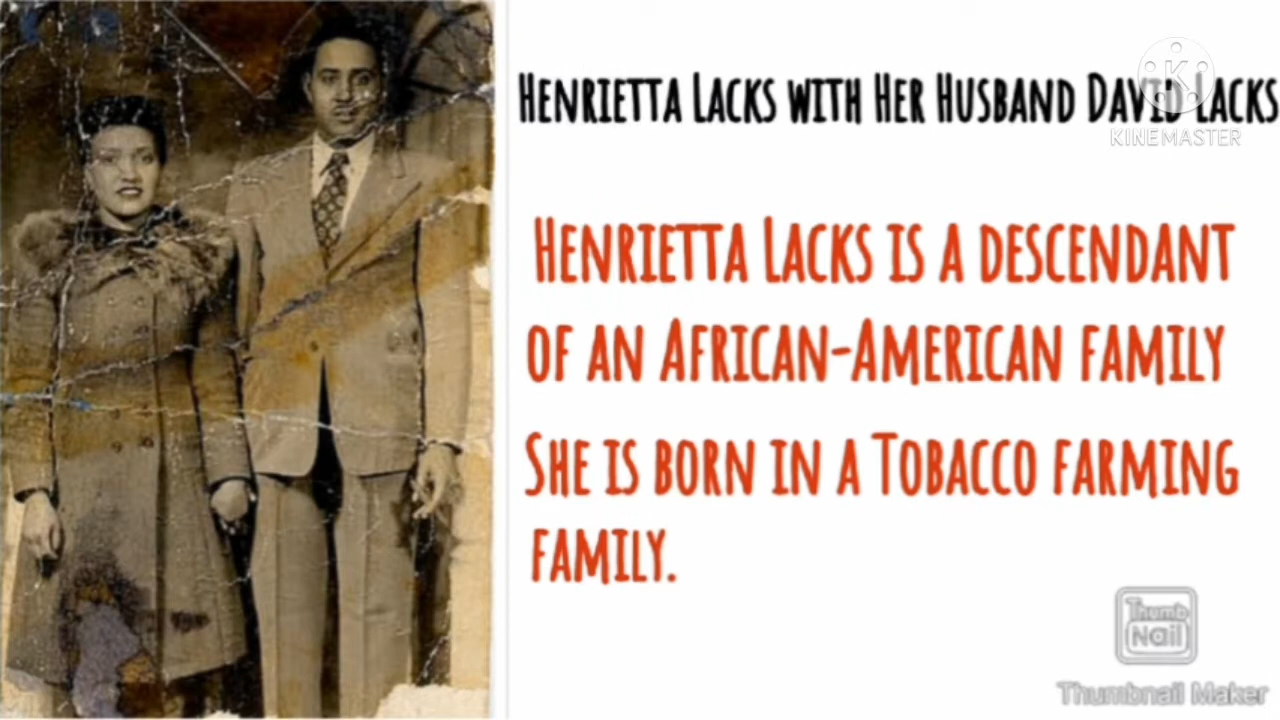 Henrietta Lacks with Her Husband David Lacks
KINEMASTER
Henrietta Lacks is a descendant
of an African-American family
She is born in a Tobacco farming
family.
Thumb
Nail
Thumbnail Maker